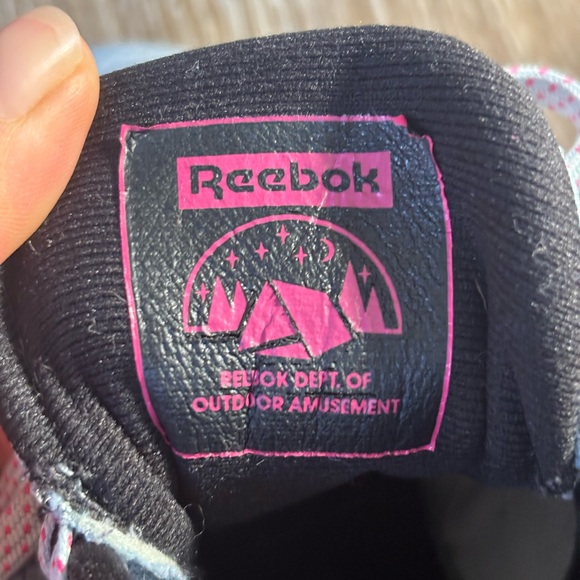 Reebok
REEBOK DEPT. OF
OUTDOOR AMUSEMENT